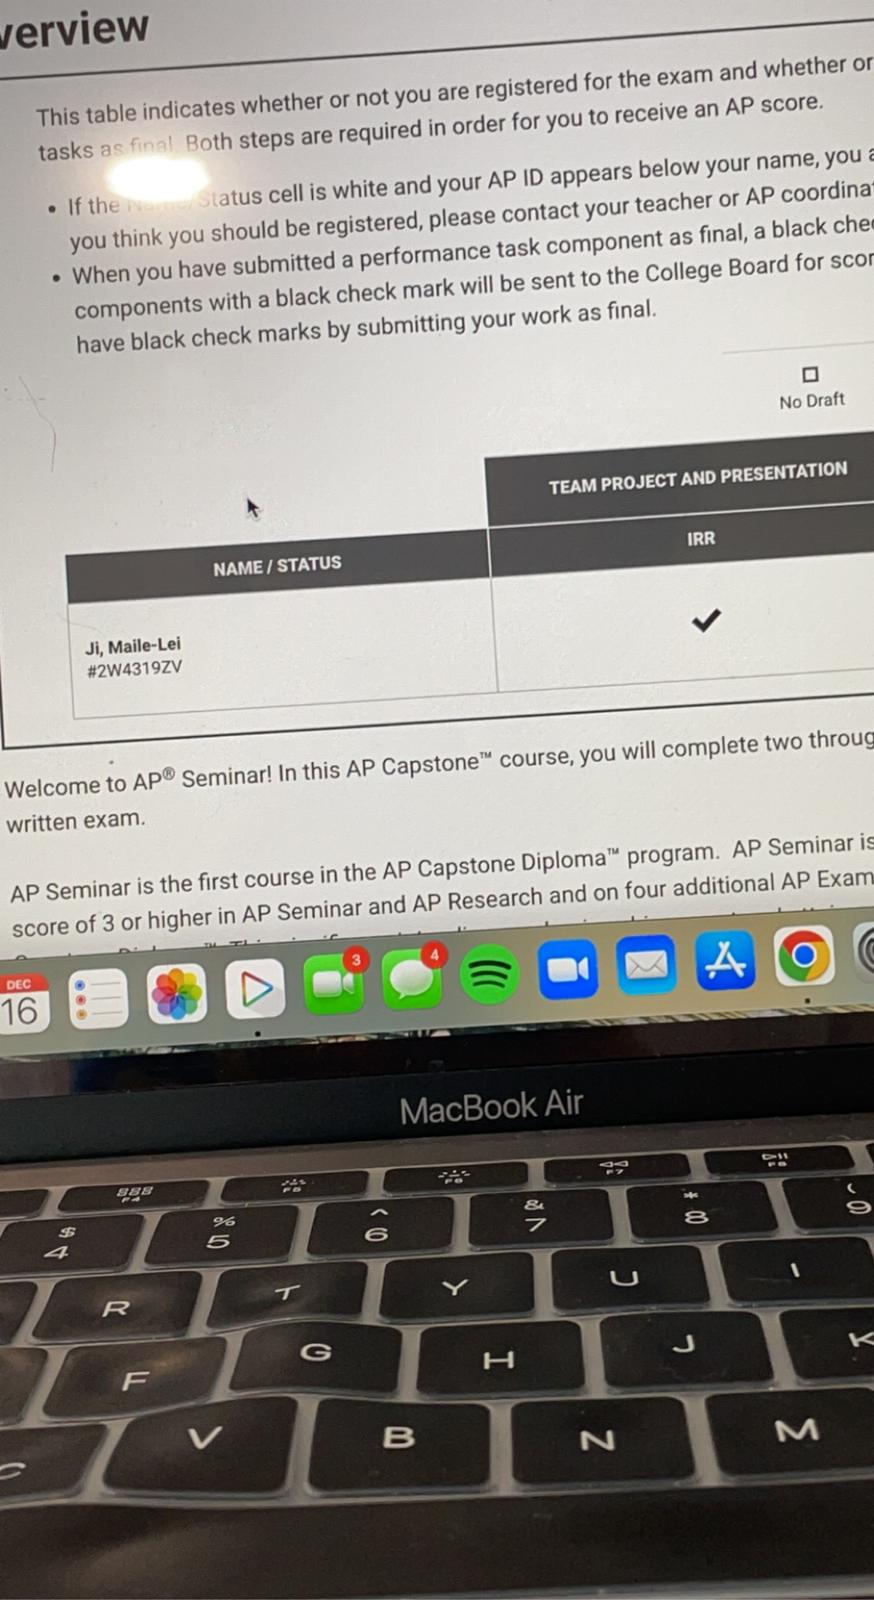 verview
This table indicates whether or not you are registered for the exam and whether or
tasks as final. Both steps are required in order for you to receive an AP score.
• If the Name/Status cell is white and your AP ID appears below your name, you a
you think you should be registered, please contact your teacher or AP coordinat
• When you have submitted a performance task component as final, a black chec
components with a black check mark will be sent to the College Board for scor
have black check marks by submitting your work as final.
No Draft
TEAM PROJECT AND PRESENTATION
NAME / STATUS IRR
Ji, Maile-Lei
#2W4319ZV
Welcome to AP® Seminar! In this AP Capstone™ course, you will complete two throug
written exam.
AP Seminar is the first course in the AP Capstone Diploma™ program. AP Seminar is
score of 3 or higher in AP Seminar and AP Research and on four additional AP Exam
DEC 3 4
16
MacBook Air
F4 F5 F6 F7 F8
$ % ^ & * (
4 5 6 7 8 9
R T Y U I
F G H J K
C V B N M